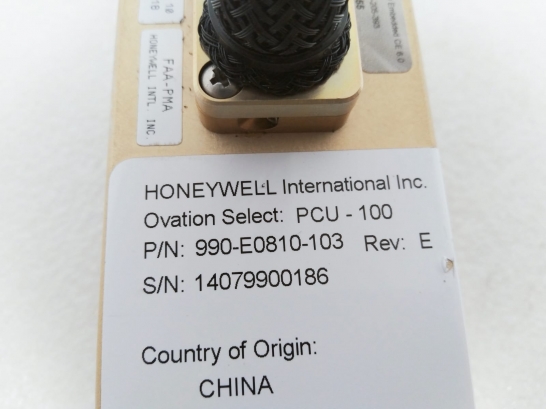 FAA-PMA
HONEYWELL INTL INC.
HONEYWELL International Inc.
Ovation Select: PCU - 100
P/N: 990-E0810-103 Rev: E
S/N: 14079900186
Country of Origin:
CHINA